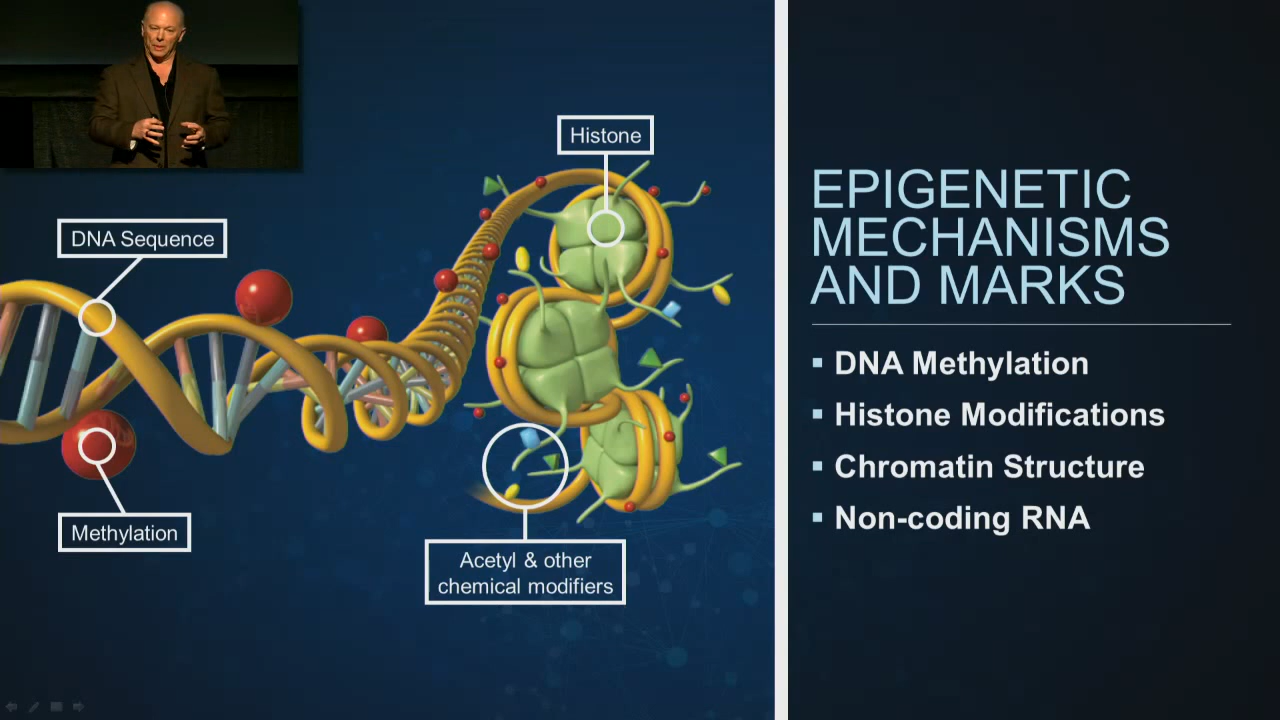 Histone
DNA Sequence
Methylation
Acetyl & other
chemical modifiers
EPIGENETIC
MECHANISMS
AND MARKS
▪ DNA Methylation
▪ Histone Modifications
▪ Chromatin Structure
▪ Non-coding RNA